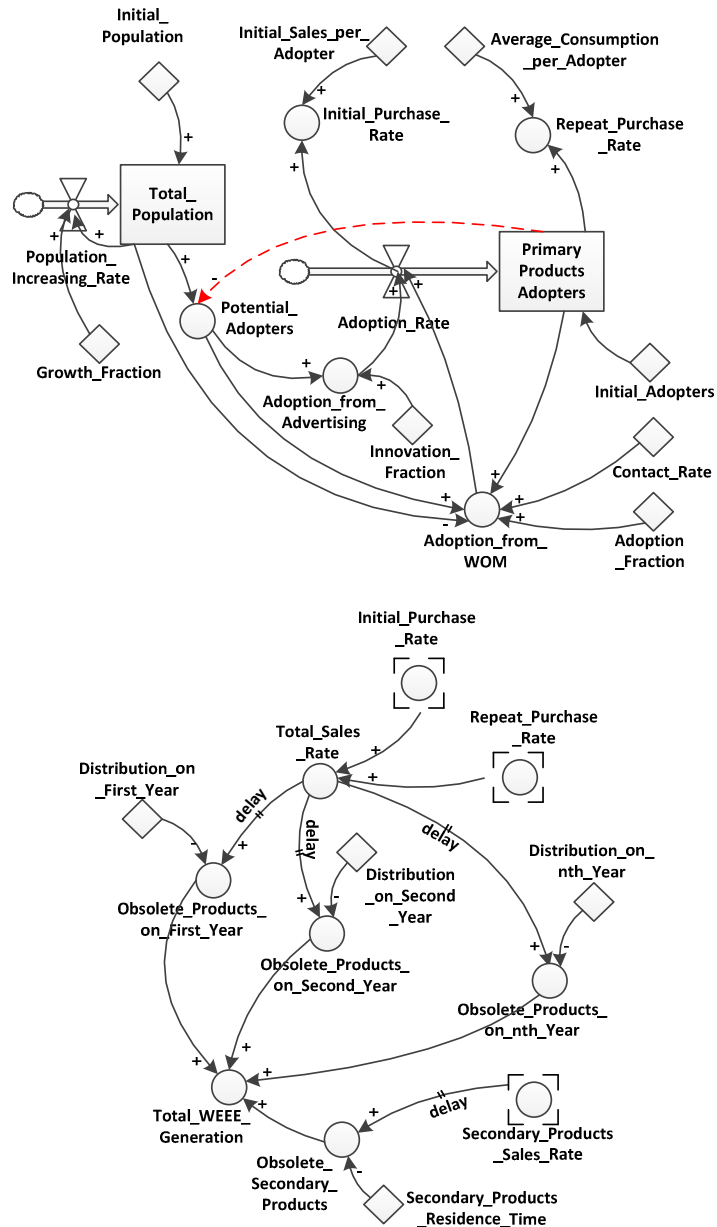 Initial_
Population
Initial_Sales_per_
Adopter
Average_Consumption
_per_Adopter
+
+
Initial_Purchase_
Rate
+
Repeat_Purchase
_Rate
+
+
+
Total_
Population
+
+
Population_
Increasing_Rate
+
-
Primary
Products
Adopters
Potential_
Adopters
+
+
Adoption_Rate
Growth_Fraction
+
+
Adoption_from_
Advertising
Initial_Adopters
Innovation_
Fraction
Contact_Rate
+
+
+
-
+
Adoption_from_
WOM
Adoption
_Fraction
Initial_Purchase
_Rate
Total_Sales
_Rate
Repeat_Purchase
_Rate
+
+
Distribution_on
_First_Year
delay
delay
delay
-
+
Distribution
_on_Second
_Year
Distribution_on_
nth_Year
Obsolete_Products_
on_First_Year
+
-
Obsolete_Products_
on_Second_Year
+
-
Obsolete_Products_
on_nth_Year
+
+
+
+
Total_WEEE_
Generation
+
delay
Secondary_Products
_Sales_Rate
Obsolete_
Secondary_
Products
-
Secondary_Products
_Residence_Time